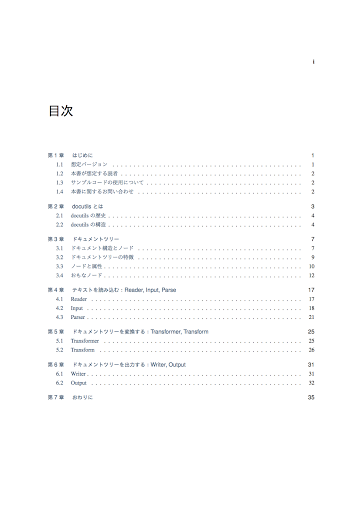 i
目次
第 1 章 はじめに 1
1.1 想定バージョン . . . . . . . . . . . . . . . . . . . . 1
1.2 本書が想定する読者 . . . . . . . . . . . . . . . . . . . . 2
1.3 サンプルコードの使用について . . . . . . . . . . . . . . . . . . . . 2
1.4 本書に関するお問い合わせ . . . . . . . . . . . . . . . . . . . . 2
第 2 章 docutils とは 3
2.1 docutils の歴史 . . . . . . . . . . . . . . . . . . . . 4
2.2 docutils の構造 . . . . . . . . . . . . . . . . . . . . 4
第 3 章 ドキュメントツリー 7
3.1 ドキュメント構造とノード . . . . . . . . . . . . . . . . . . . . 7
3.2 ドキュメントツリーの特徴 . . . . . . . . . . . . . . . . . . . . 9
3.3 ノードと属性 . . . . . . . . . . . . . . . . . . . . 10
3.4 おもなノード . . . . . . . . . . . . . . . . . . . . 12
第 4 章 テキストを読み込む：Reader, Input, Parse 17
4.1 Reader . . . . . . . . . . . . . . . . . . . . 17
4.2 Input . . . . . . . . . . . . . . . . . . . . 18
4.3 Parser . . . . . . . . . . . . . . . . . . . . 21
第 5 章 ドキュメントツリーを変換する：Transformer, Transform 25
5.1 Transformer . . . . . . . . . . . . . . . . . . . . 25
5.2 Transform . . . . . . . . . . . . . . . . . . . . 26
第 6 章 ドキュメントツリーを出力する：Writer, Output 31
6.1 Writer . . . . . . . . . . . . . . . . . . . . 31
6.2 Output . . . . . . . . . . . . . . . . . . . . 32
第 7 章 おわりに 35